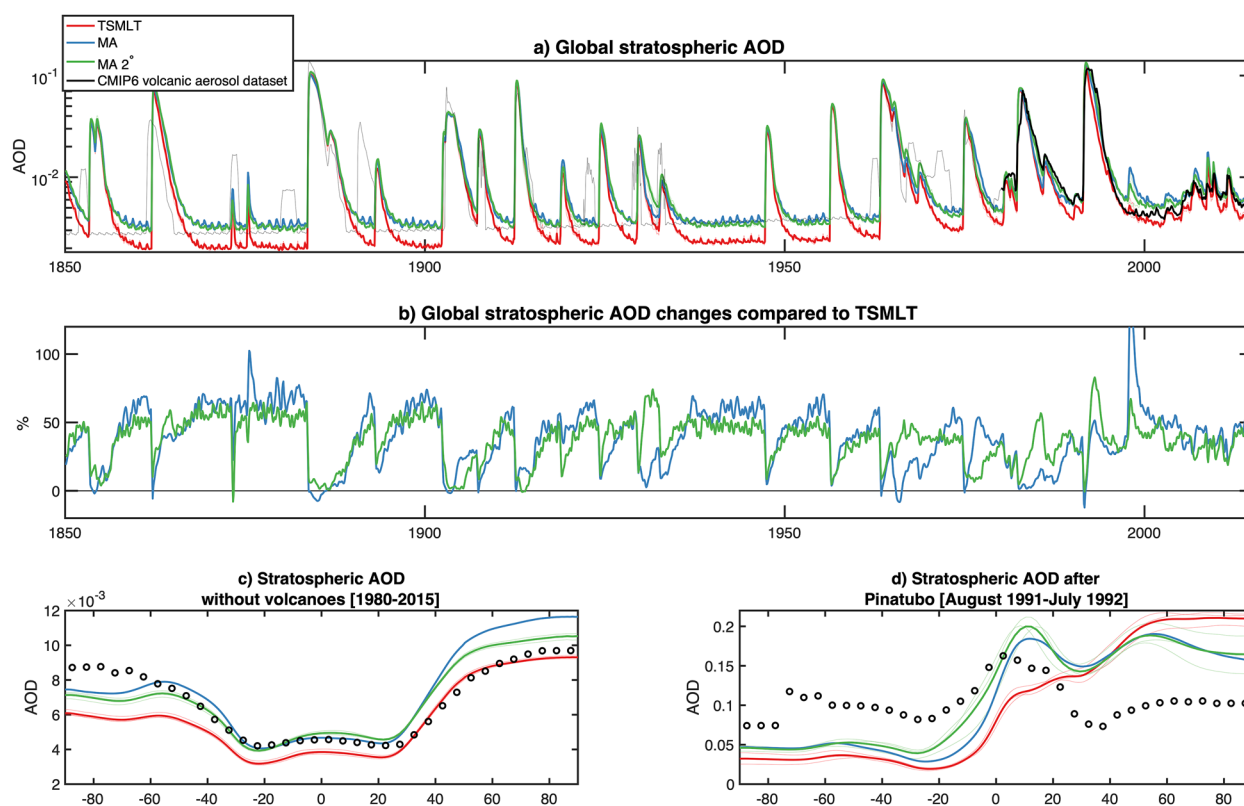 TSMLT
MA
MA 2°
CMIP6 volcanic aerosol dataset
a) Global stratospheric AOD
10⁻¹
10⁻²
AOD
1850
1900
1950
2000
b) Global stratospheric AOD changes compared to TSMLT
100
50
0
%
1850
1900
1950
2000
c) Stratospheric AOD
without volcanoes [1980-2015]
× 10⁻³
12
10
8
6
4
2
AOD
-80 -60 -40 -20 0 20 40 60 80
d) Stratospheric AOD after
Pinatubo [August 1991-July 1992]
0.2
0.15
0.1
0.05
0
AOD
-80 -60 -40 -20 0 20 40 60 80